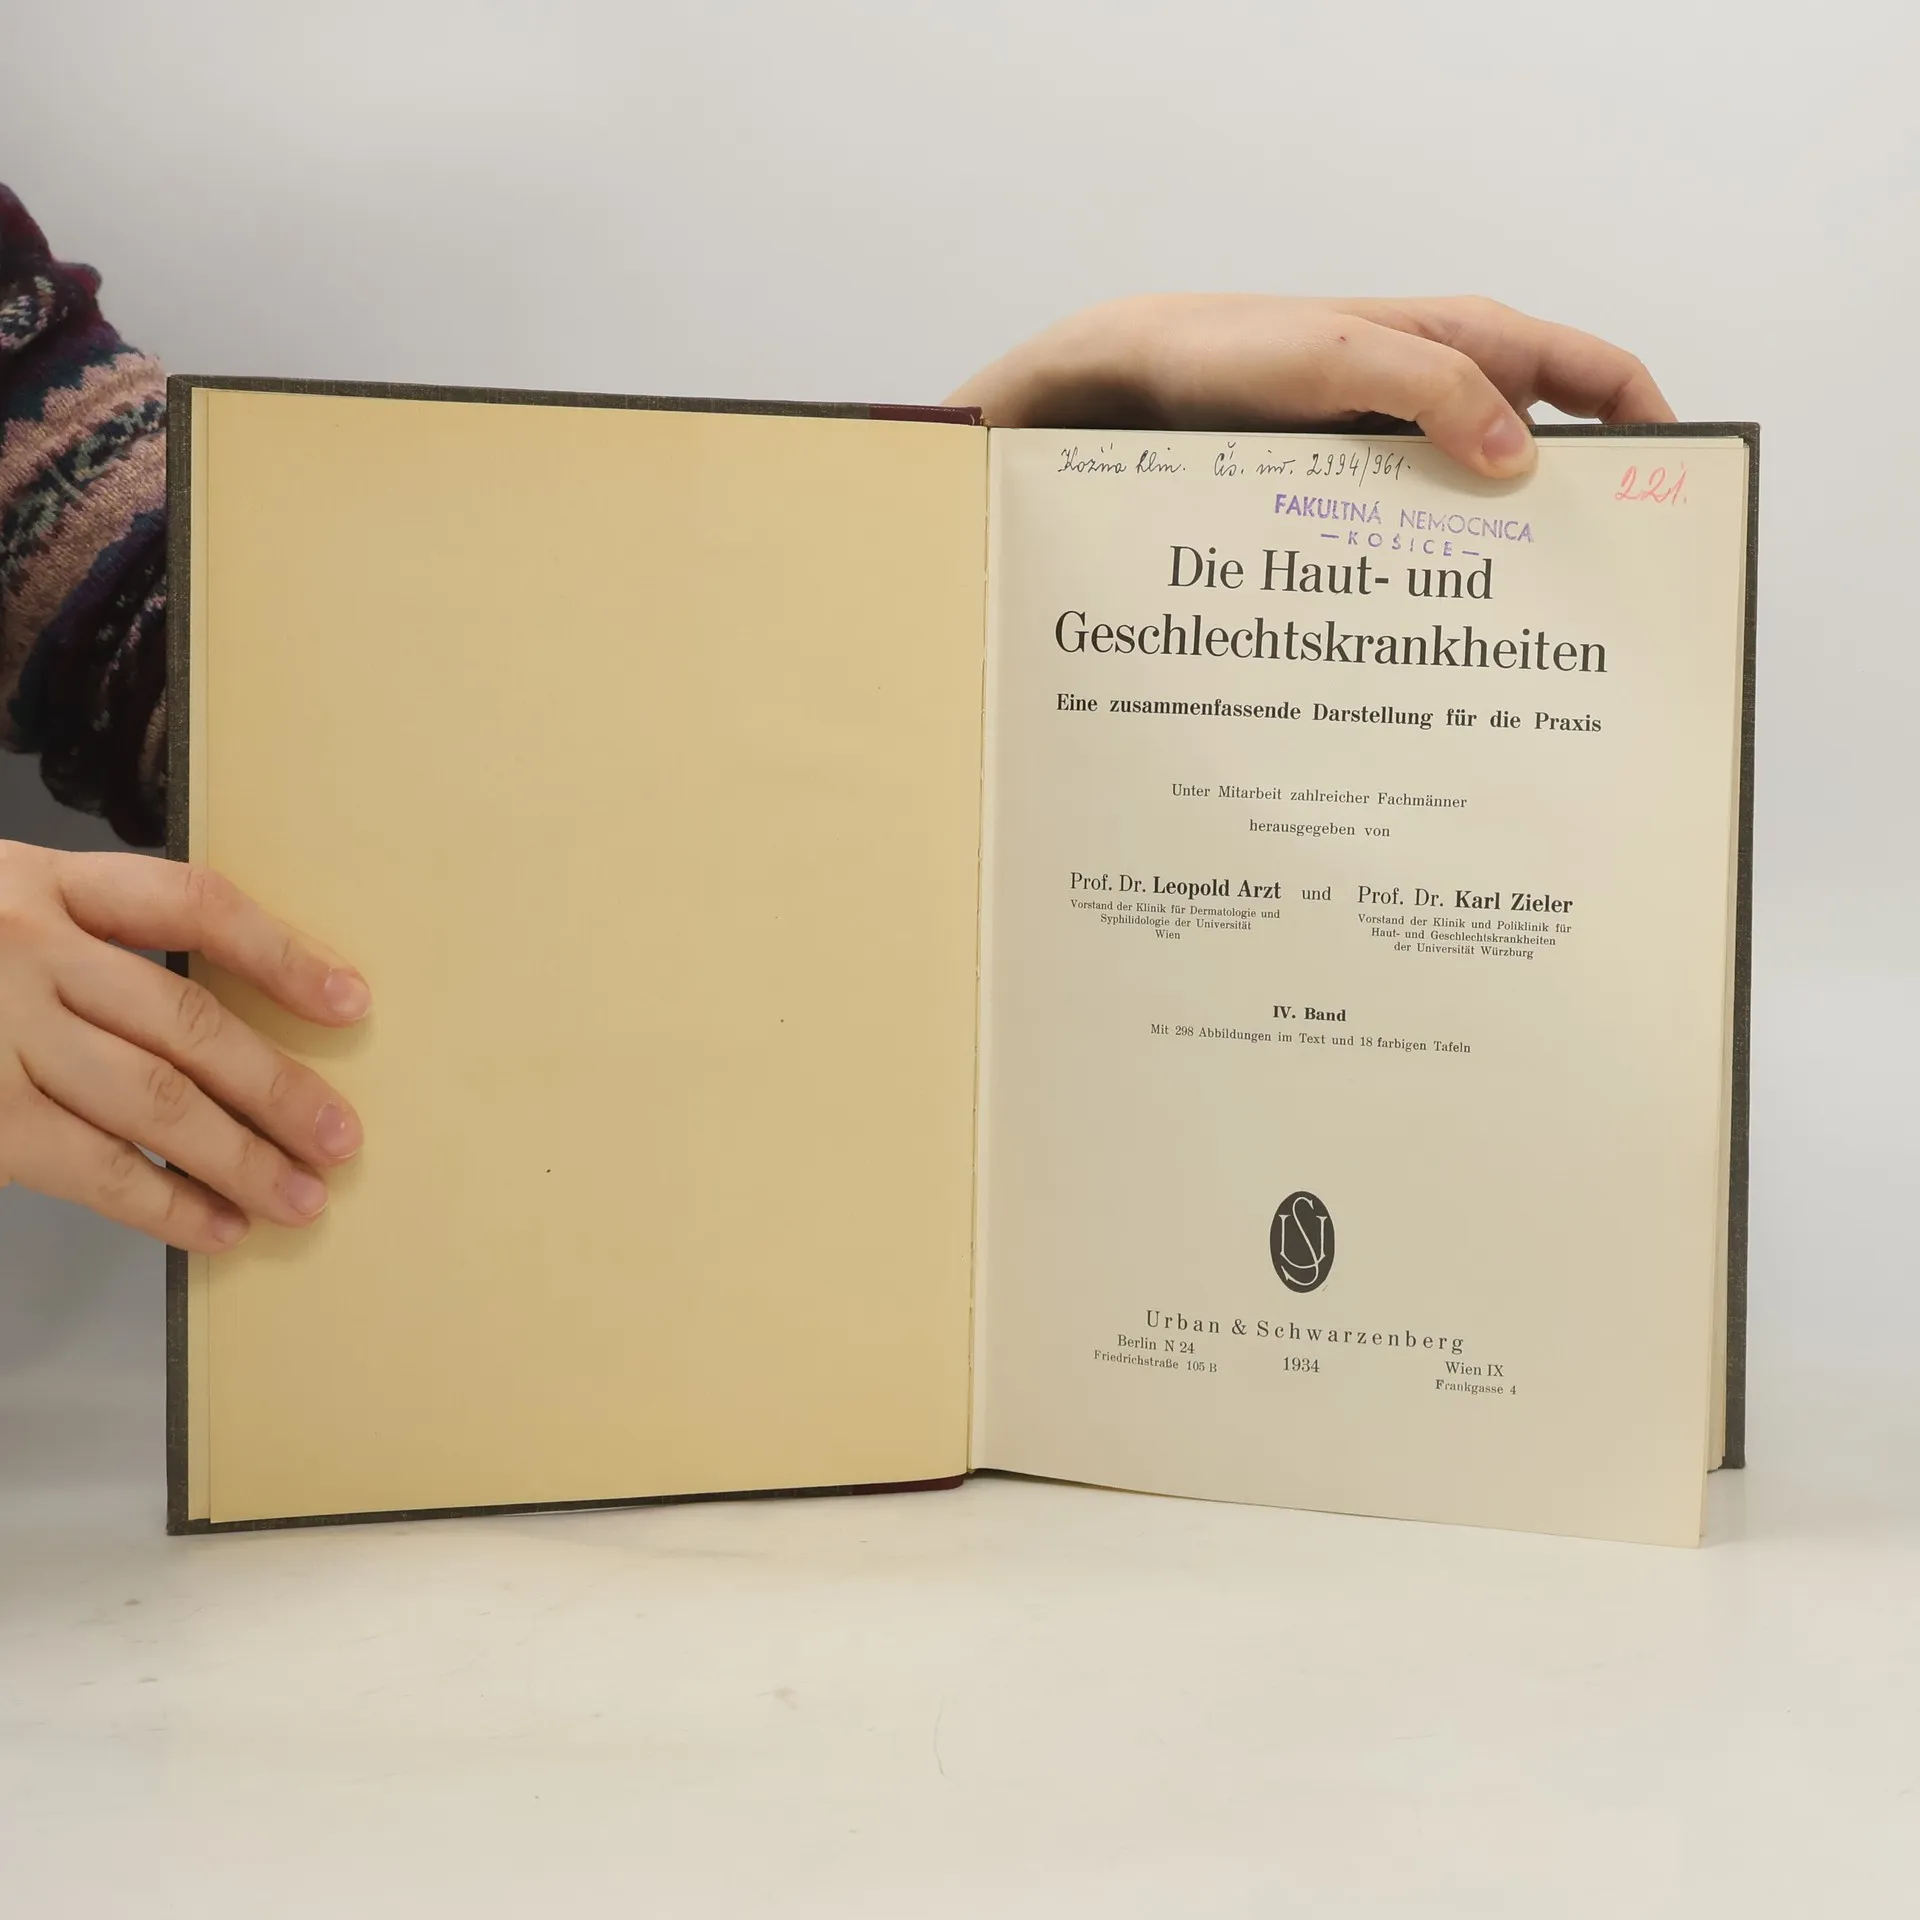 Kožná klin. Čís. inv. 2994/961.
221.
FAKULTNÁ NEMOCNICA
— KOŠICE —
Die Haut- und
Geschlechtskrankheiten
Eine zusammenfassende Darstellung für die Praxis
Unter Mitarbeit zahlreicher Fachmänner
herausgegeben von
Prof. Dr. Leopold Arzt und Prof. Dr. Karl Zieler
Vorstand der Klinik für Dermatologie und
Syphilidologie der Universität
Wien
Vorstand der Klinik und Poliklinik für
Haut- und Geschlechtskrankheiten
der Universität Würzburg
IV. Band
Mit 298 Abbildungen im Text und 18 farbigen Tafeln
US
Urban & Schwarzenberg
Berlin N 24
Friedrichstraße 105 B
1934
Wien IX
Frankgasse 4